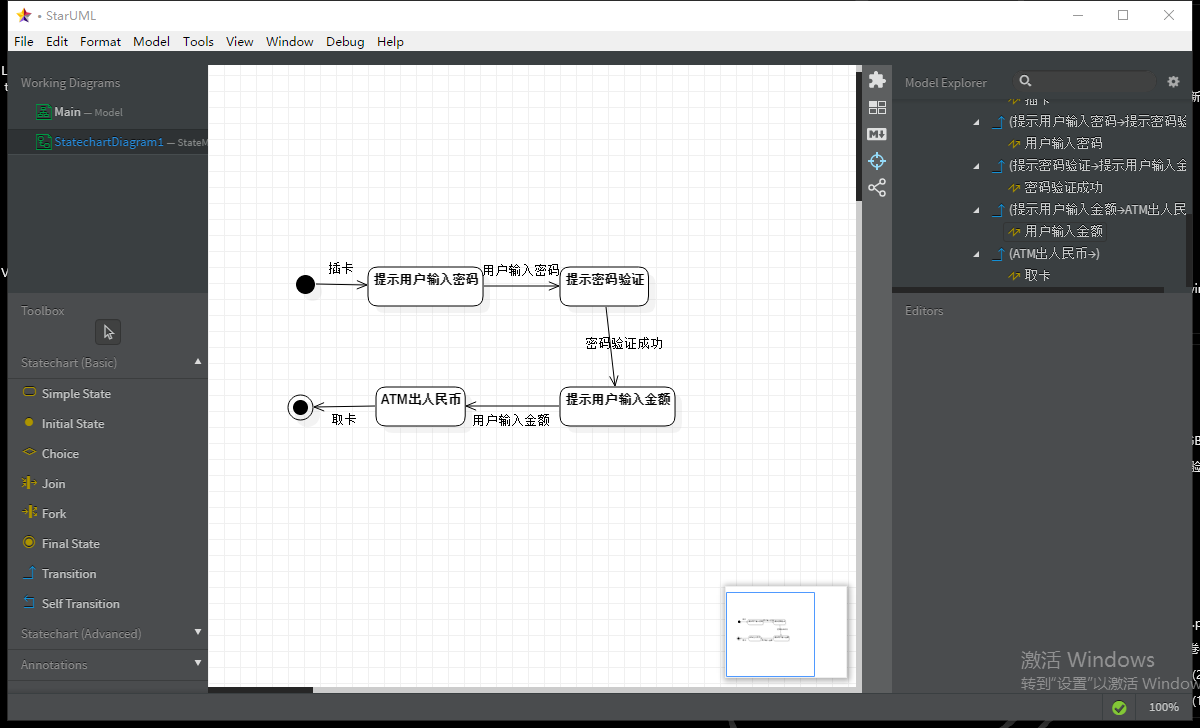 • StarUML
File Edit Format Model Tools View Window Debug Help
Working Diagrams
Main — Model
StatechartDiagram1 — StateM
Toolbox
Statechart (Basic)
Simple State
Initial State
Choice
Join
Fork
Final State
Transition
Self Transition
Statechart (Advanced)
Annotations
插卡
提示用户输入密码
用户输入密码
提示密码验证
密码验证成功
ATM出人民币
提示用户输入金额
取卡
用户输入金额
Model Explorer
插卡
(提示用户输入密码→提示密码验
用户输入密码
(提示密码验证→提示用户输入金
密码验证成功
(提示用户输入金额→ATM出人民
用户输入金额
(ATM出人民币→)
取卡
Editors
激活 Windows
转到"设置"以激活 Window
100%